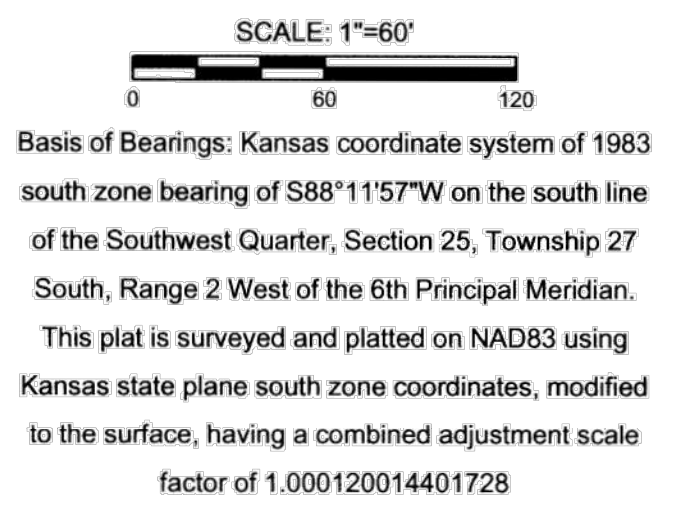 SCALE: 1"=60'
0 60 120
Basis of Bearings: Kansas coordinate system of 1983
south zone bearing of S88°11'57"W on the south line
of the Southwest Quarter, Section 25, Township 27
South, Range 2 West of the 6th Principal Meridian.
This plat is surveyed and platted on NAD83 using
Kansas state plane south zone coordinates, modified
to the surface, having a combined adjustment scale
factor of 1.000120014401728